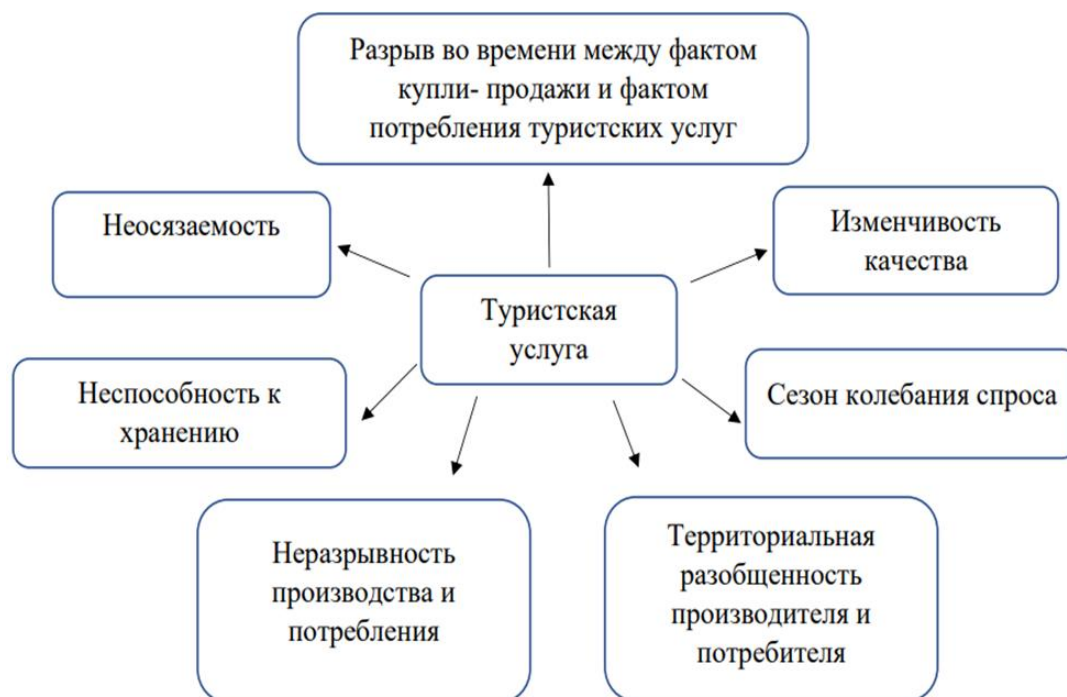 Разрыв во времени между фактом
купли- продажи и фактом
потребления туристских услуг
Неосязаемость
Изменчивость
качества
Туристская
услуга
Неспособность к
хранению
Сезон колебания спроса
Неразрывность
производства и
потребления
Территориальная
разобщенность
производителя и
потребителя